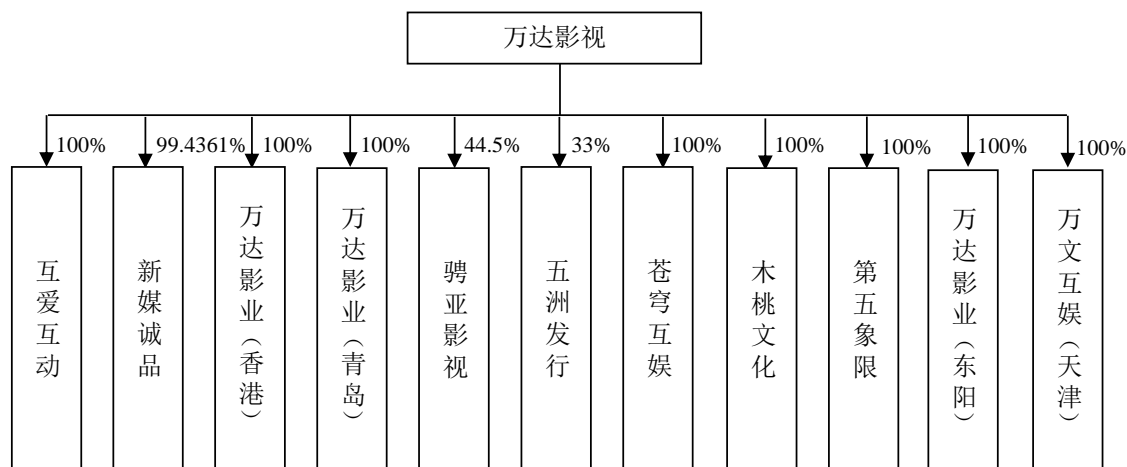 万达影视
100%
99.4361%
100%
100%
44.5%
33%
100%
100%
100%
100%
100%
互爱互动
新媒诚品
万达影业（香港）
万达影业（青岛）
骋亚影视
五洲发行
苍穹互娱
木桃文化
第五象限
万达影业（东阳）
万文互娱（天津）